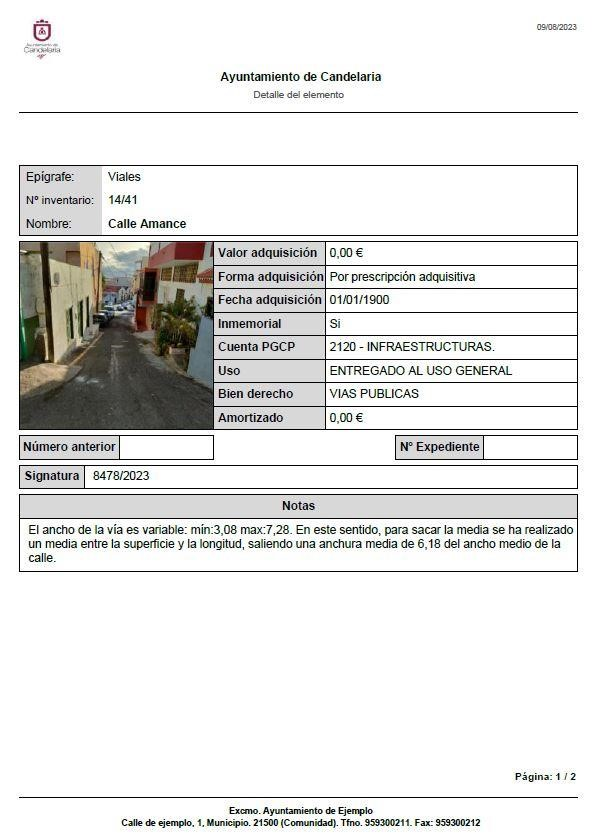 Ayuntamiento de
Candelaria
09/08/2023
Ayuntamiento de Candelaria
Detalle del elemento
Epígrafe: Viales
Nº inventario: 14/41
Nombre: Calle Amance
Valor adquisición 0,00 €
Forma adquisición Por prescripción adquisitiva
Fecha adquisición 01/01/1900
Inmemorial Si
Cuenta PGCP 2120 - INFRAESTRUCTURAS.
Uso ENTREGADO AL USO GENERAL
Bien derecho VIAS PUBLICAS
Amortizado 0,00 €
Número anterior
Nº Expediente
Signatura 8478/2023
Notas
El ancho de la vía es variable: mín:3,08 max:7,28. En este sentido, para sacar la media se ha realizado
un media entre la superficie y la longitud, saliendo una anchura media de 6,18 del ancho medio de la
calle.
Página: 1 / 2
Excmo. Ayuntamiento de Ejemplo
Calle de ejemplo, 1, Municipio. 21500 (Comunidad). Tfno. 959300211. Fax: 959300212